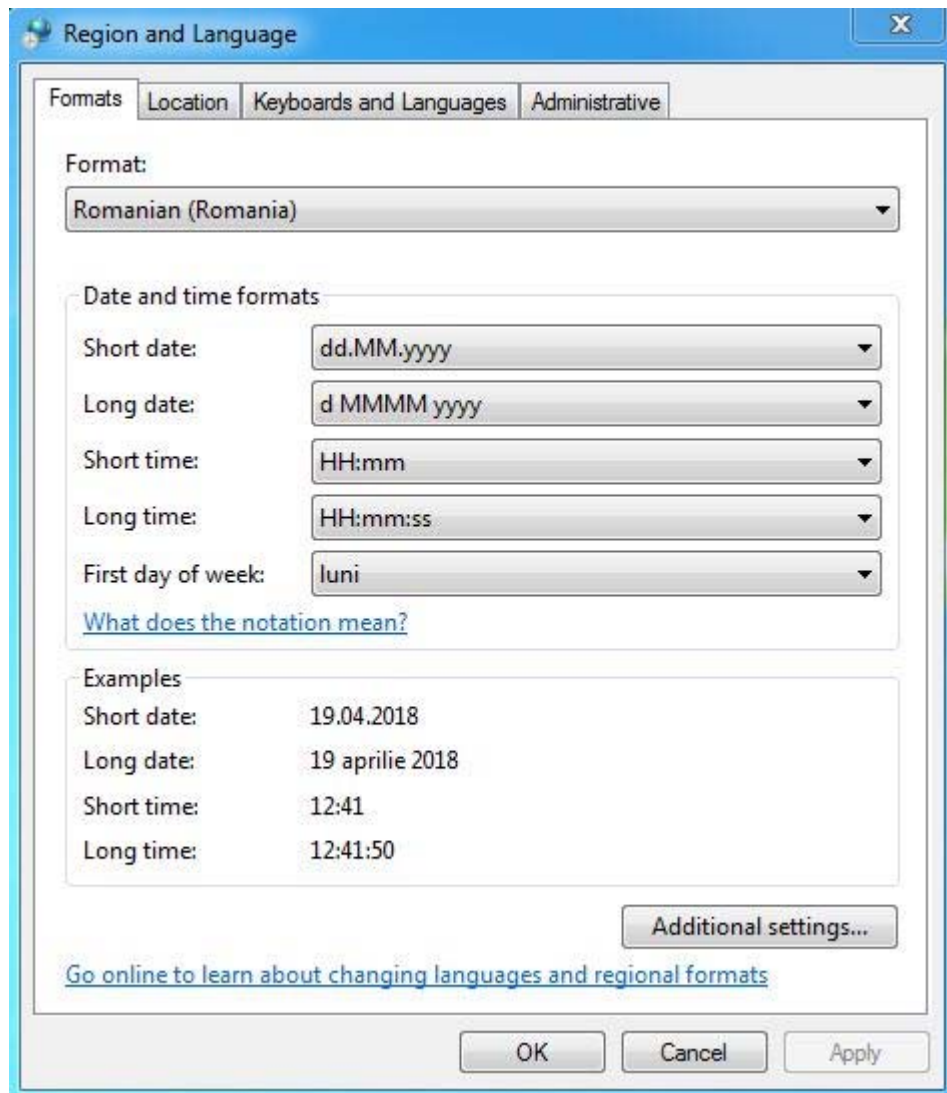 Region and Language
Formats Location Keyboards and Languages Administrative
Format:
Romanian (Romania)
Date and time formats
Short date: dd.MM.yyyy
Long date: d MMMM yyyy
Short time: HH:mm
Long time: HH:mm:ss
First day of week: luni
What does the notation mean?
Examples
Short date: 19.04.2018
Long date: 19 aprilie 2018
Short time: 12:41
Long time: 12:41:50
Additional settings...
Go online to learn about changing languages and regional formats
OK Cancel Apply